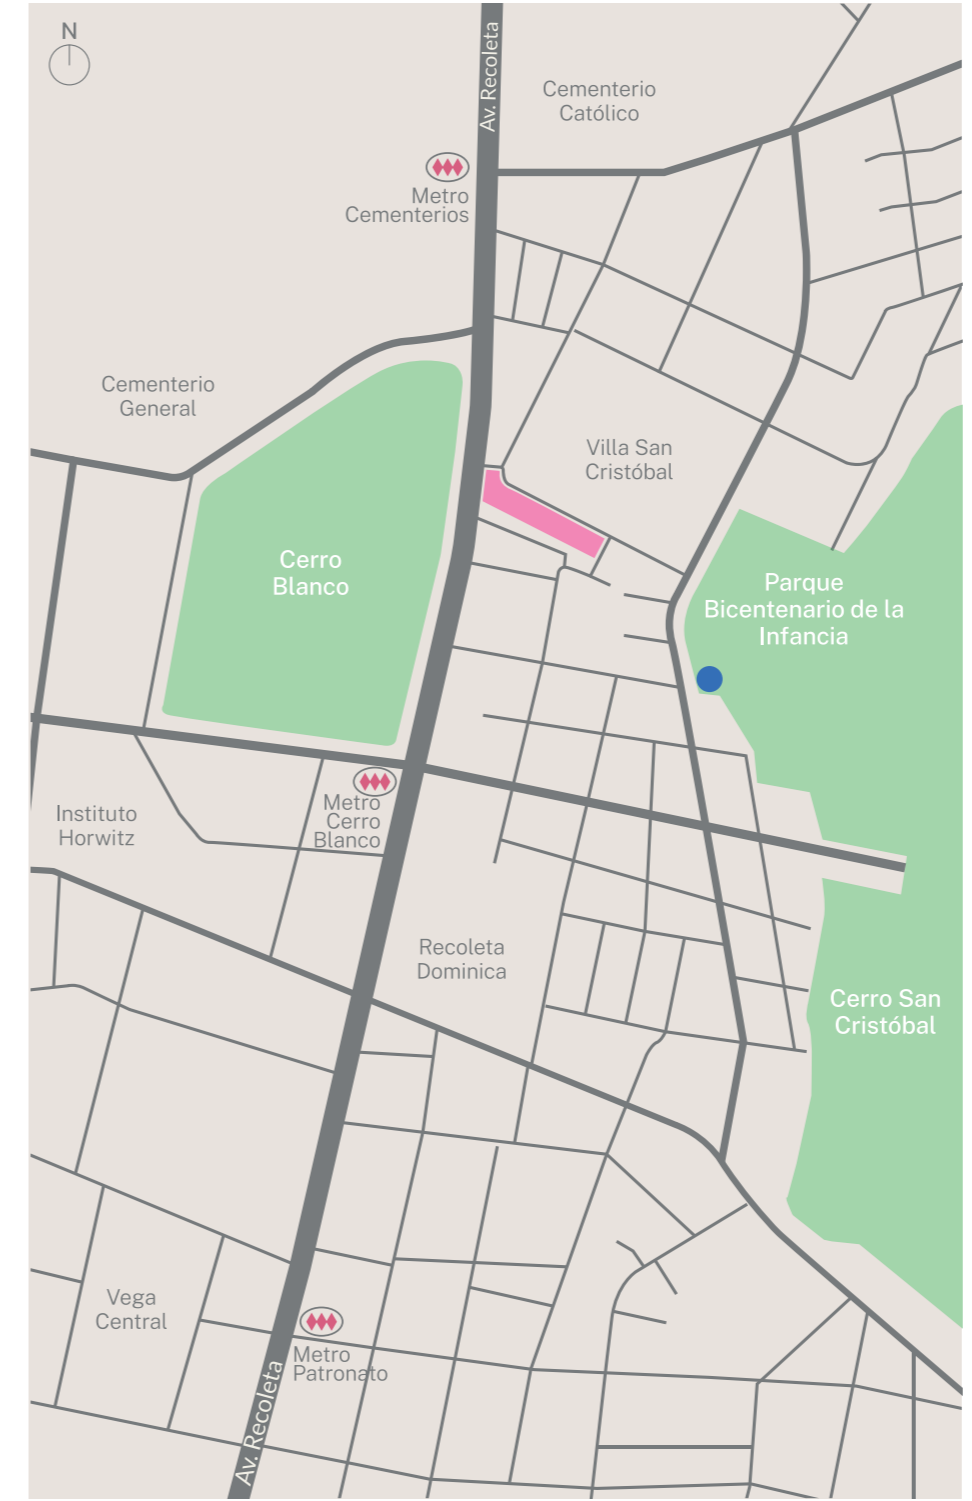 N
Av. Recoleta
Cementerio
Católico
Metro
Cementerios
Cementerio
General
Villa San
Cristóbal
Cerro
Blanco
Parque
Bicentenario de la
Infancia
Instituto
Horwitz
Metro
Cerro
Blanco
Recoleta
Dominica
Cerro San
Cristóbal
Vega
Central
Metro
Patronato
Av. Recoleta